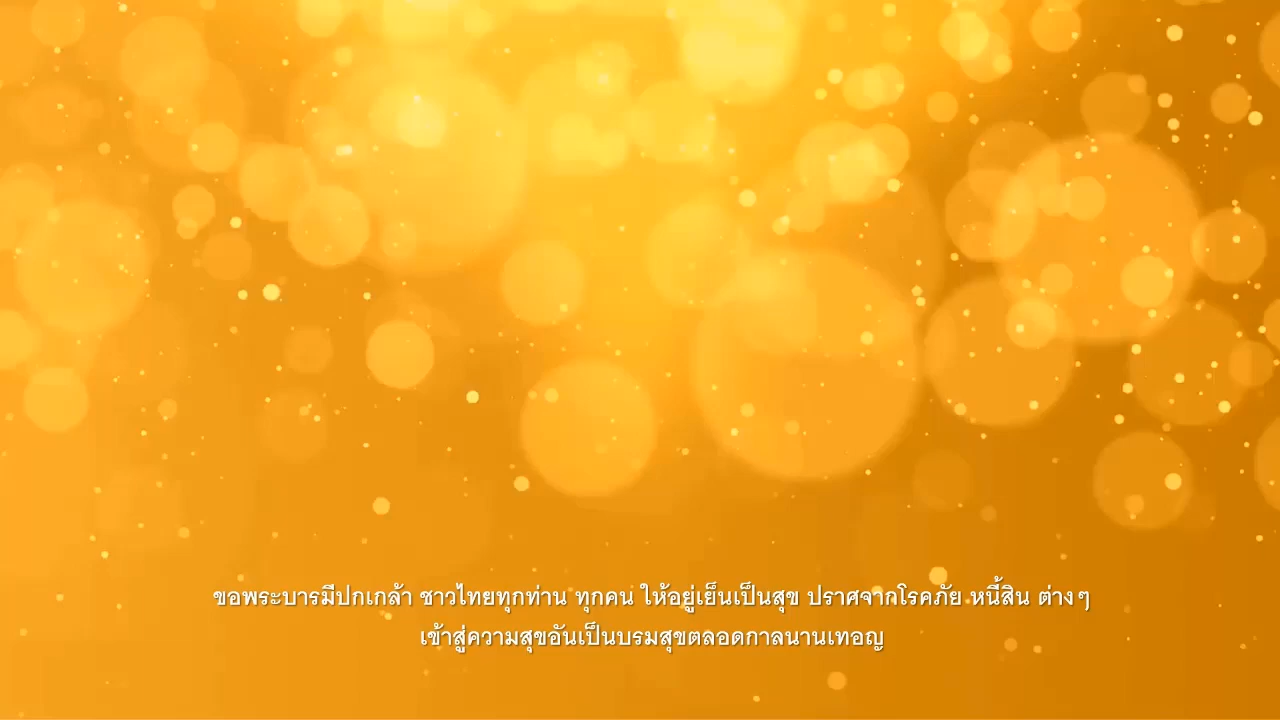 ขอพระบารมีปกเกล้า ชาวไทยทุกท่าน ทุกคน ให้อยู่เย็นเป็นสุข ปราศจากโรคภัย หนี้สิน ต่างๆ
เข้าสู่ความสุขอันเป็นบรมสุขตลอดกาลนานเทอญ